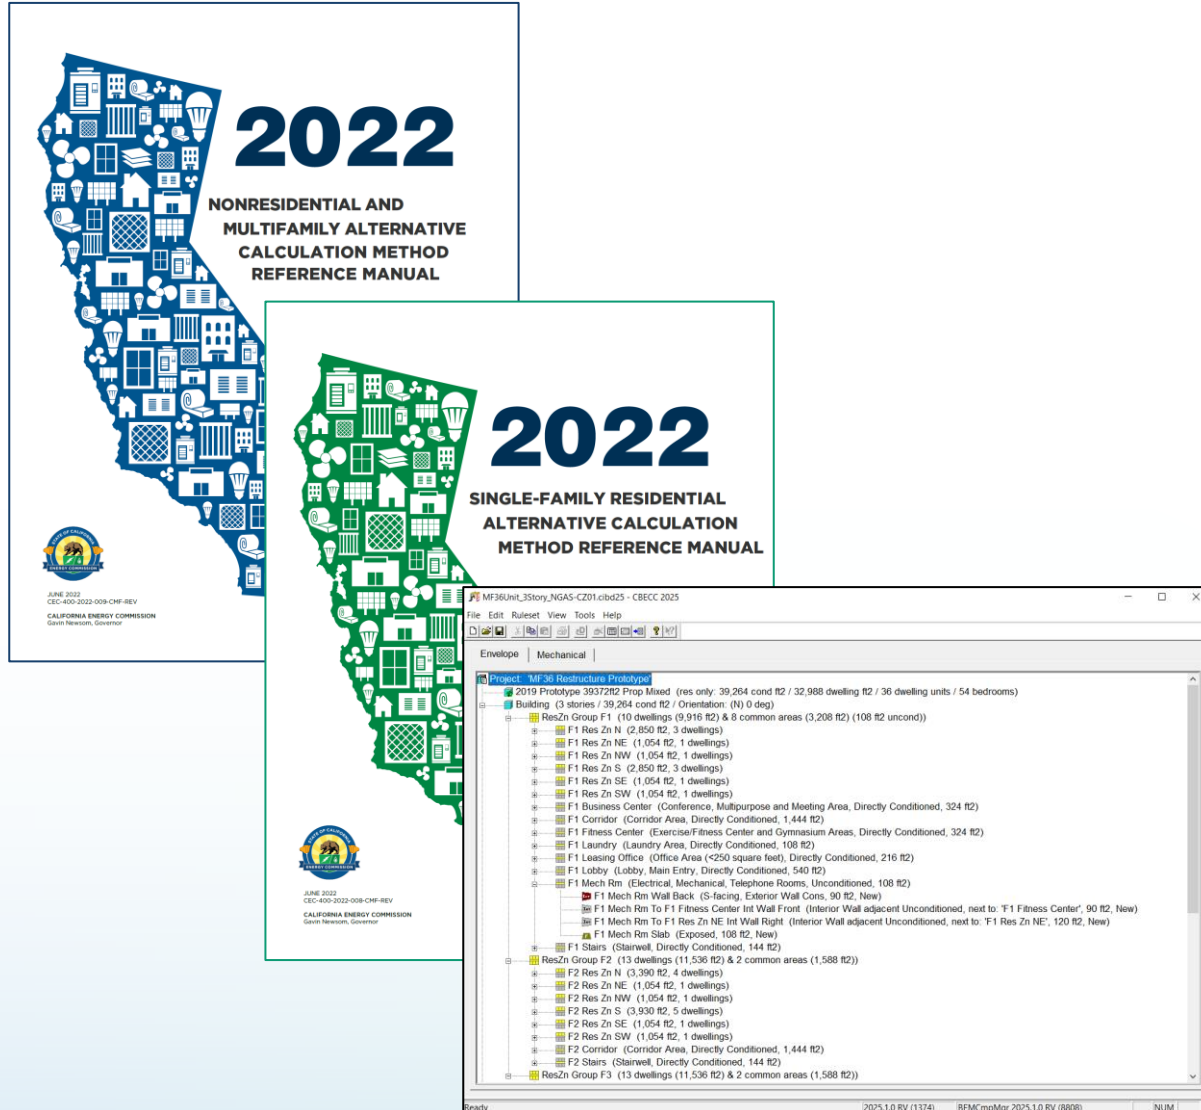 2022
NONRESIDENTIAL AND
MULTIFAMILY ALTERNATIVE
CALCULATION METHOD
REFERENCE MANUAL
STATE OF CALIFORNIA
ENERGY COMMISSION
JUNE 2022
CEC-400-2022-009-CMF-REV
CALIFORNIA ENERGY COMMISSION
Gavin Newsom, Governor
2022
SINGLE-FAMILY RESIDENTIAL
ALTERNATIVE CALCULATION
METHOD REFERENCE MANUAL
STATE OF CALIFORNIA
ENERGY COMMISSION
JUNE 2022
CEC-400-2022-008-CMF-REV
CALIFORNIA ENERGY COMMISSION
Gavin Newsom, Governor
MF36Unit_3Story_NGAS-CZ01.cibd25 - CBECC 2025
File Edit Ruleset View Tools Help
Envelope Mechanical
Project: 'MF36 Restructure Prototype'
2019 Prototype 39372ft2 Prop Mixed (res only: 39,264 cond ft2 / 32,988 dwelling ft2 / 36 dwelling units / 54 bedrooms)
Building (3 stories / 39,264 cond ft2 / Orientation: (N) 0 deg)
ResZn Group F1 (10 dwellings (9,916 ft2) & 8 common areas (3,208 ft2) (108 ft2 uncond))
F1 Res Zn N (2,850 ft2, 3 dwellings)
F1 Res Zn NE (1,054 ft2, 1 dwellings)
F1 Res Zn NW (1,054 ft2, 1 dwellings)
F1 Res Zn S (2,850 ft2, 3 dwellings)
F1 Res Zn SE (1,054 ft2, 1 dwellings)
F1 Res Zn SW (1,054 ft2, 1 dwellings)
F1 Business Center (Conference, Multipurpose and Meeting Area, Directly Conditioned, 324 ft2)
F1 Corridor (Corridor Area, Directly Conditioned, 1,444 ft2)
F1 Fitness Center (Exercise/Fitness Center and Gymnasium Areas, Directly Conditioned, 324 ft2)
F1 Laundry (Laundry Area, Directly Conditioned, 108 ft2)
F1 Leasing Office (Office Area (<250 square feet), Directly Conditioned, 216 ft2)
F1 Lobby (Lobby, Main Entry, Directly Conditioned, 540 ft2)
F1 Mech Rm (Electrical, Mechanical, Telephone Rooms, Unconditioned, 108 ft2)
F1 Mech Rm Wall Back (S-facing, Exterior Wall Cons, 90 ft2, New)
F1 Mech Rm To F1 Fitness Center Int Wall Front (Interior Wall adjacent Unconditioned, next to: 'F1 Fitness Center', 90 ft2, New)
F1 Mech Rm To F1 Res Zn NE Int Wall Right (Interior Wall adjacent Unconditioned, next to: 'F1 Res Zn NE', 120 ft2, New)
F1 Mech Rm Slab (Exposed, 108 ft2, New)
F1 Stairs (Stairwell, Directly Conditioned, 144 ft2)
ResZn Group F2 (13 dwellings (11,536 ft2) & 2 common areas (1,588 ft2))
F2 Res Zn N (3,390 ft2, 4 dwellings)
F2 Res Zn NE (1,054 ft2, 1 dwellings)
F2 Res Zn NW (1,054 ft2, 1 dwellings)
F2 Res Zn S (3,930 ft2, 5 dwellings)
F2 Res Zn SE (1,054 ft2, 1 dwellings)
F2 Res Zn SW (1,054 ft2, 1 dwellings)
F2 Corridor (Corridor Area, Directly Conditioned, 1,444 ft2)
F2 Stairs (Stairwell, Directly Conditioned, 144 ft2)
ResZn Group F3 (13 dwellings (11,536 ft2) & 2 common areas (1,588 ft2))
Ready 2025.1.0 RV (1374) BEMCmpMgr 2025.1.0 RV (8808) NUM